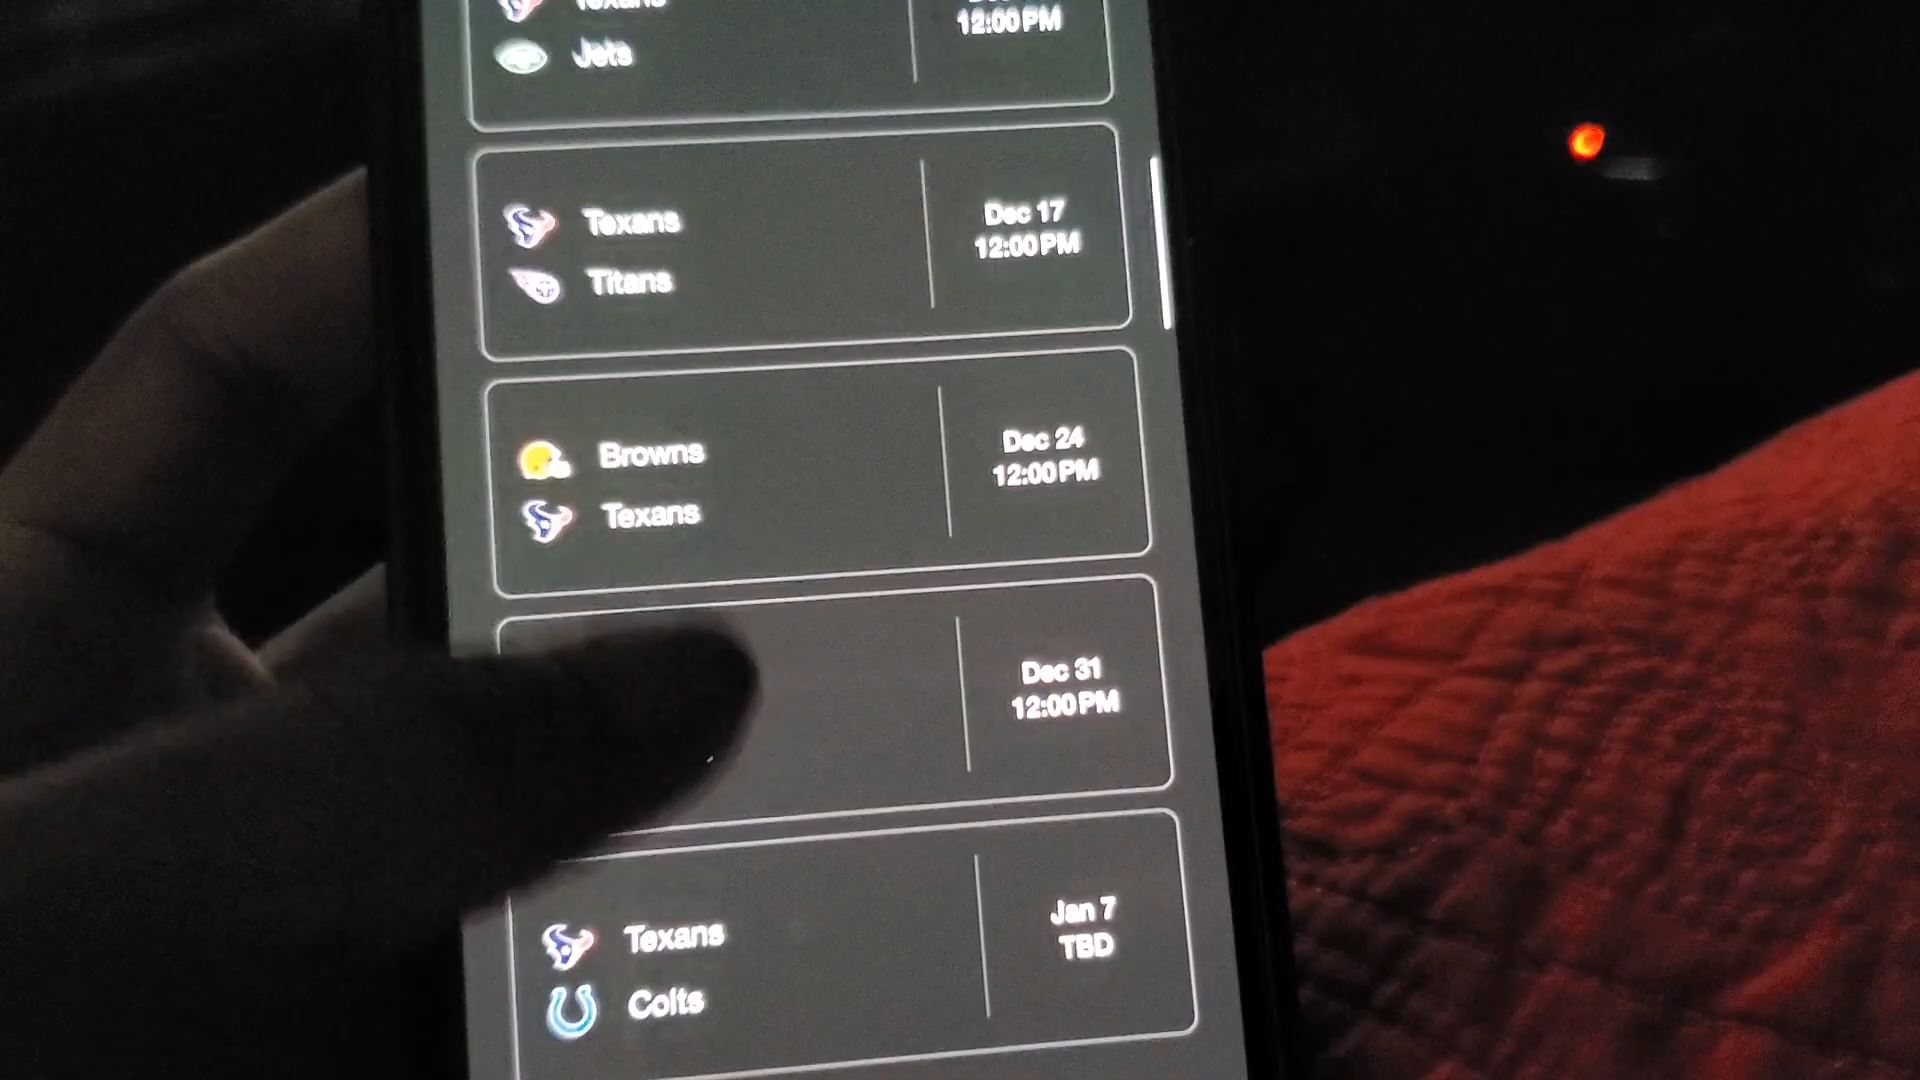 Texans
12:00 PM
Jets
Texans
Titans
Dec 17
12:00 PM
Browns
Texans
Dec 24
12:00 PM
Dec 31
12:00 PM
Texans
Colts
Jan 7
TBD